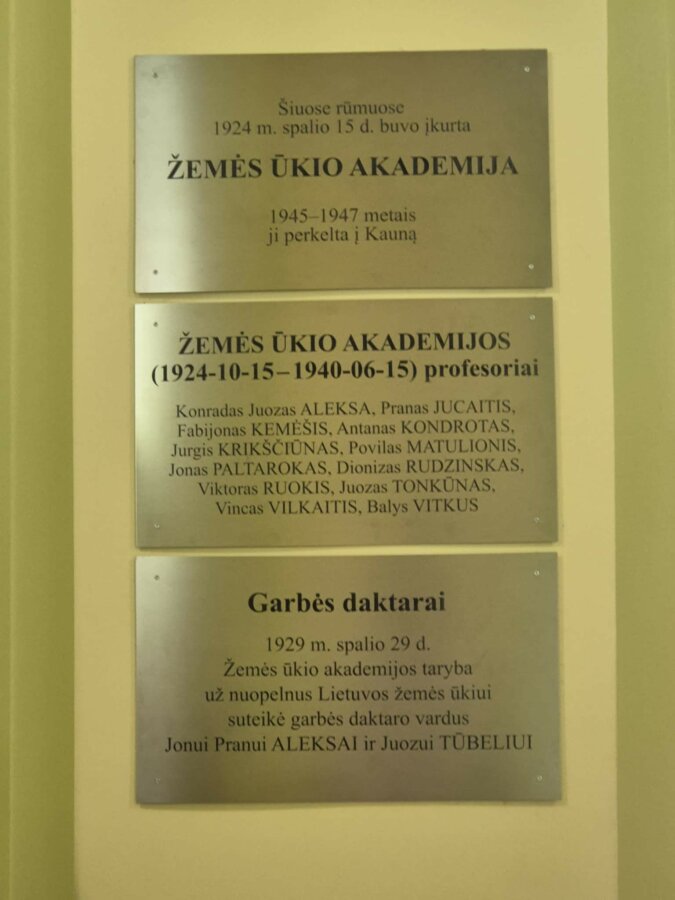 Šiuose rūmuose
1924 m. spalio 15 d. buvo įkurta
ŽEMĖS ŪKIO AKADEMIJA
1945–1947 metais
ji perkelta į Kauną
ŽEMĖS ŪKIO AKADEMIJOS
(1924-10-15–1940-06-15) profesoriai
Konradas Juozas ALEKSA, Pranas JUCAITIS,
Fabijonas KEMĖŠIS, Antanas KONDROTAS,
Jurgis KRIKŠČIŪNAS, Povilas MATULIONIS,
Jonas PALTAROKAS, Dionizas RUDZINSKAS,
Viktoras RUOKIS, Juozas TONKŪNAS,
Vincas VILKAITIS, Balys VITKUS
Garbės daktarai
1929 m. spalio 29 d.
Žemės ūkio akademijos taryba
už nuopelnus Lietuvos žemės ūkiui
suteikė garbės daktaro vardus
Jonui Pranui ALEKSAI ir Juozui TŪBELIUI